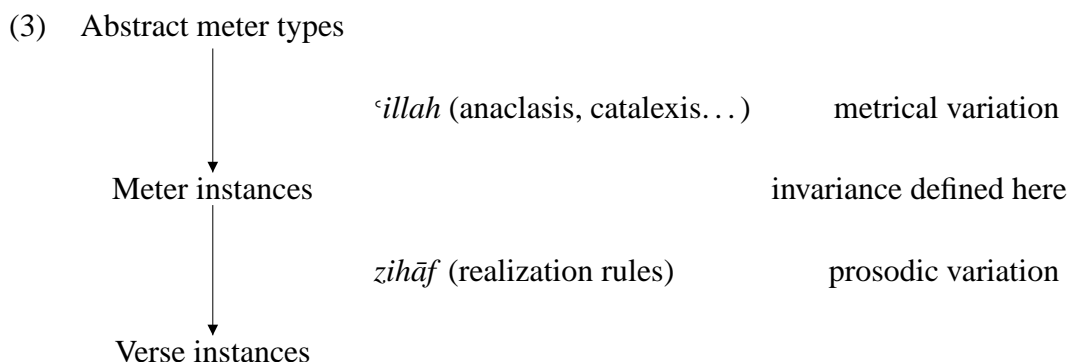 (3) Abstract meter types
ʿillah (anaclasis, catalexis...) metrical variation
Meter instances invariance defined here
zihāf (realization rules) prosodic variation
Verse instances